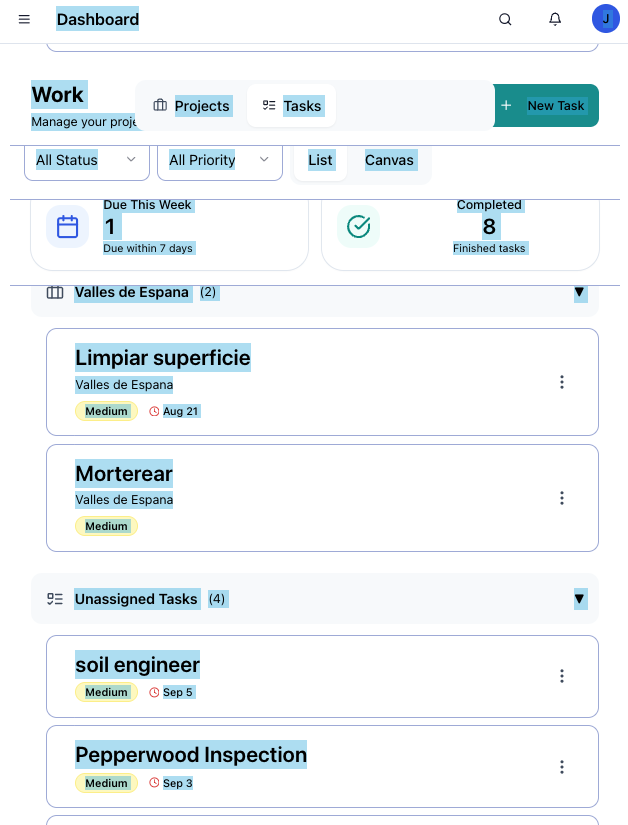 Dashboard
J
Work
Manage your proje
Projects
Tasks
+ New Task
All Status
All Priority
List
Canvas
Due This Week
1
Due within 7 days
Completed
8
Finished tasks
Valles de Espana (2) ▼
Limpiar superficie
Valles de Espana
Medium Aug 21
Morterear
Valles de Espana
Medium
Unassigned Tasks (4) ▼
soil engineer
Medium Sep 5
Pepperwood Inspection
Medium Sep 3